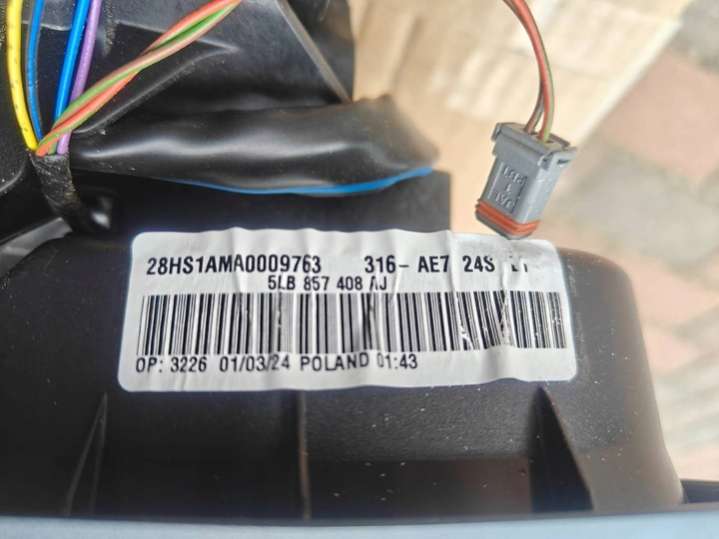 28HS1AMA0009763 316- AE7 24S
5LB 857 408 AJ
OP: 3226 01/03/24 POLAND 01:43